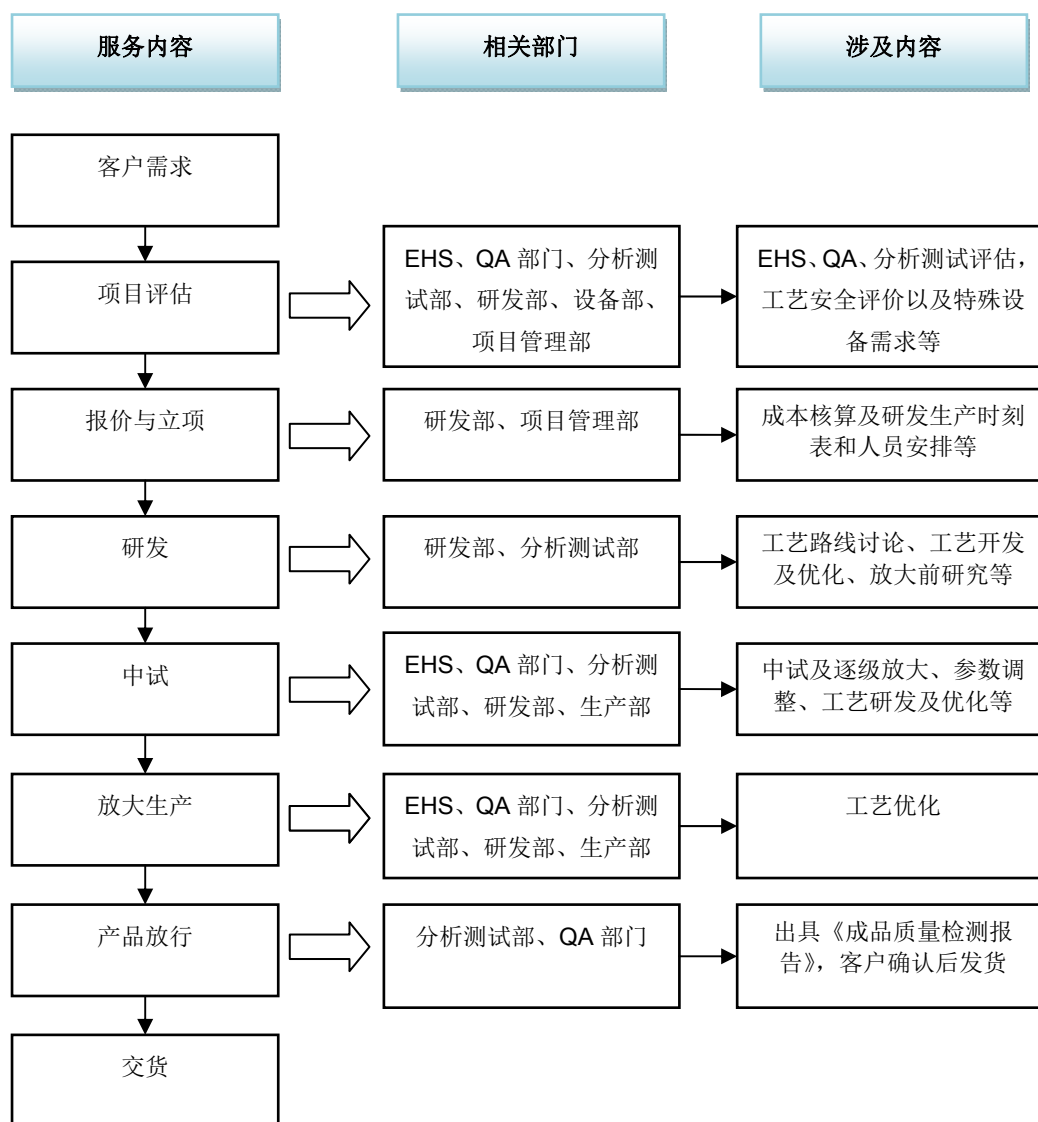 服务内容
相关部门
涉及内容
客户需求
项目评估
EHS、QA 部门、分析测
试部、研发部、设备部、
项目管理部
EHS、QA、分析测试评估，
工艺安全评价以及特殊设
备需求等
报价与立项
研发部、项目管理部
成本核算及研发生产时刻
表和人员安排等
研发
研发部、分析测试部
工艺路线讨论、工艺开发
及优化、放大前研究等
中试
EHS、QA 部门、分析测
试部、研发部、生产部
中试及逐级放大、参数调
整、工艺研发及优化等
放大生产
EHS、QA 部门、分析测
试部、研发部、生产部
工艺优化
产品放行
分析测试部、QA 部门
出具《成品质量检测报
告》，客户确认后发货
交货